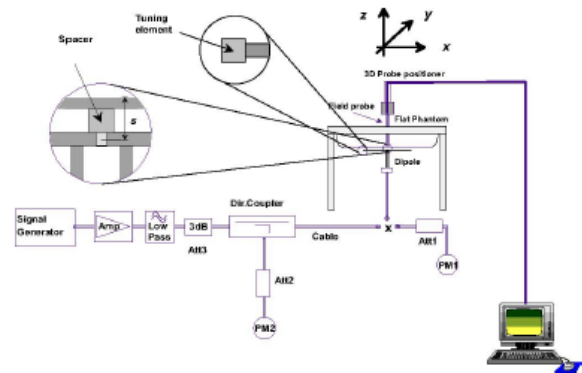 Tuning
element
Spacer
s
z
y
x
3D Probe positioner
Field probe
Flat Phantom
Dipole
Signal
Generator
Amp
Low
Pass
3dB
Att3
Dir.Coupler
Cable
x
Att1
PM1
Att2
PM2